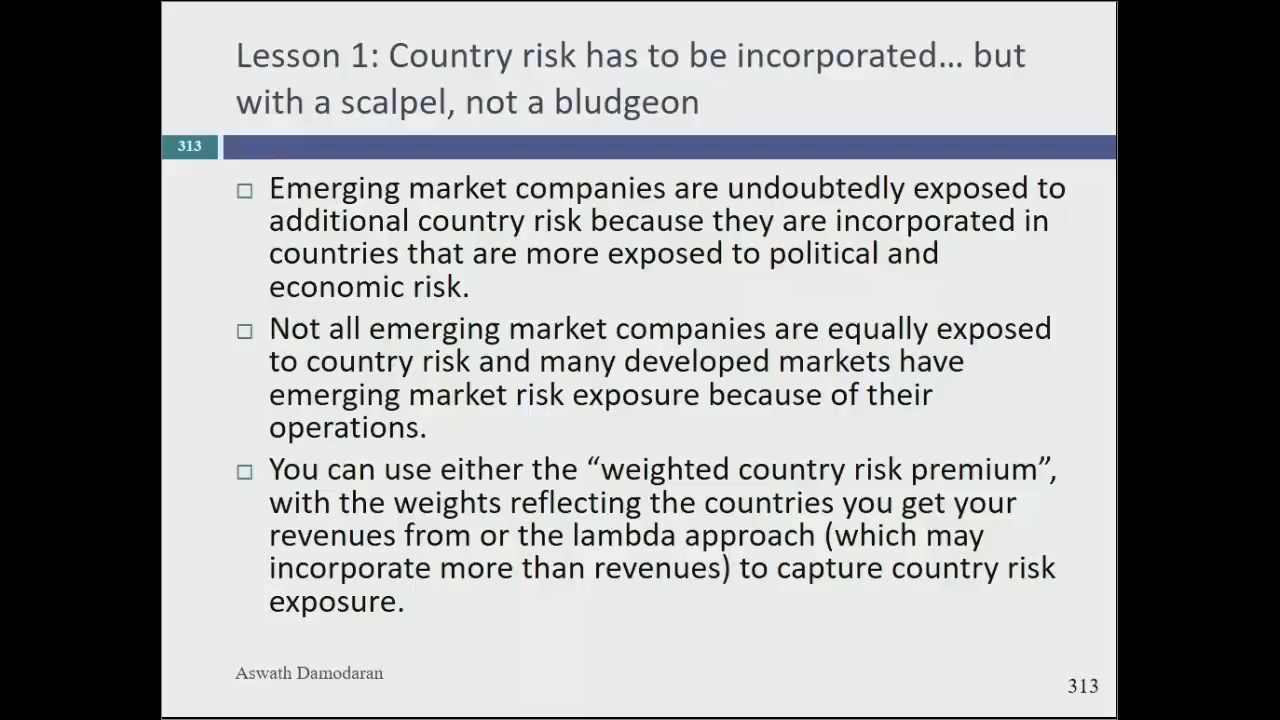 Lesson 1: Country risk has to be incorporated… but
with a scalpel, not a bludgeon
313
Emerging market companies are undoubtedly exposed to
additional country risk because they are incorporated in
countries that are more exposed to political and
economic risk.
Not all emerging market companies are equally exposed
to country risk and many developed markets have
emerging market risk exposure because of their
operations.
You can use either the “weighted country risk premium”,
with the weights reflecting the countries you get your
revenues from or the lambda approach (which may
incorporate more than revenues) to capture country risk
exposure.
Aswath Damodaran
313